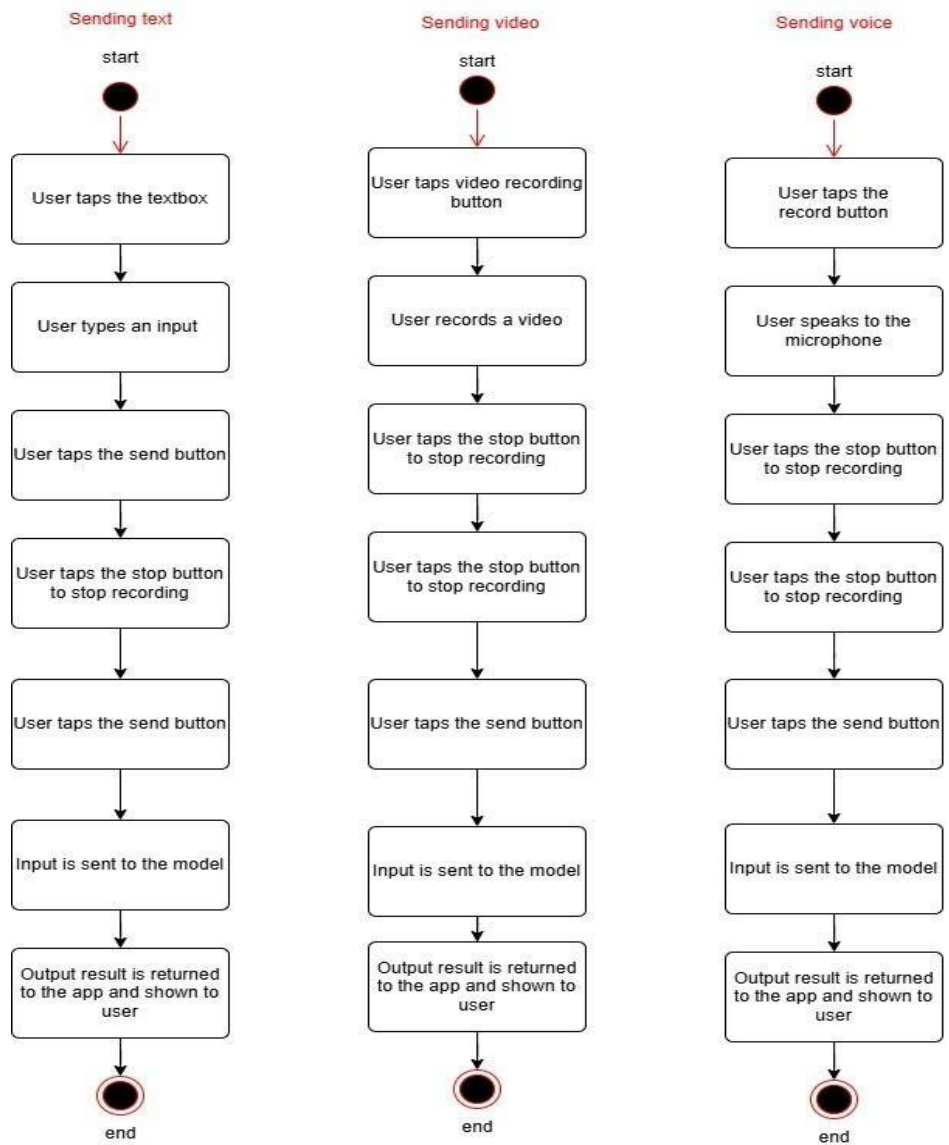 Sending text
start
User taps the textbox
User types an input
User taps the send button
User taps the stop button
to stop recording
User taps the send button
Input is sent to the model
Output result is returned
to the app and shown to
user
end
Sending video
start
User taps video recording
button
User records a video
User taps the stop button
to stop recording
User taps the stop button
to stop recording
User taps the send button
Input is sent to the model
Output result is returned
to the app and shown to
user
end
Sending voice
start
User taps the
record button
User speaks to the
microphone
User taps the stop button
to stop recording
User taps the stop button
to stop recording
User taps the send button
Input is sent to the model
Output result is returned
to the app and shown to
user
end